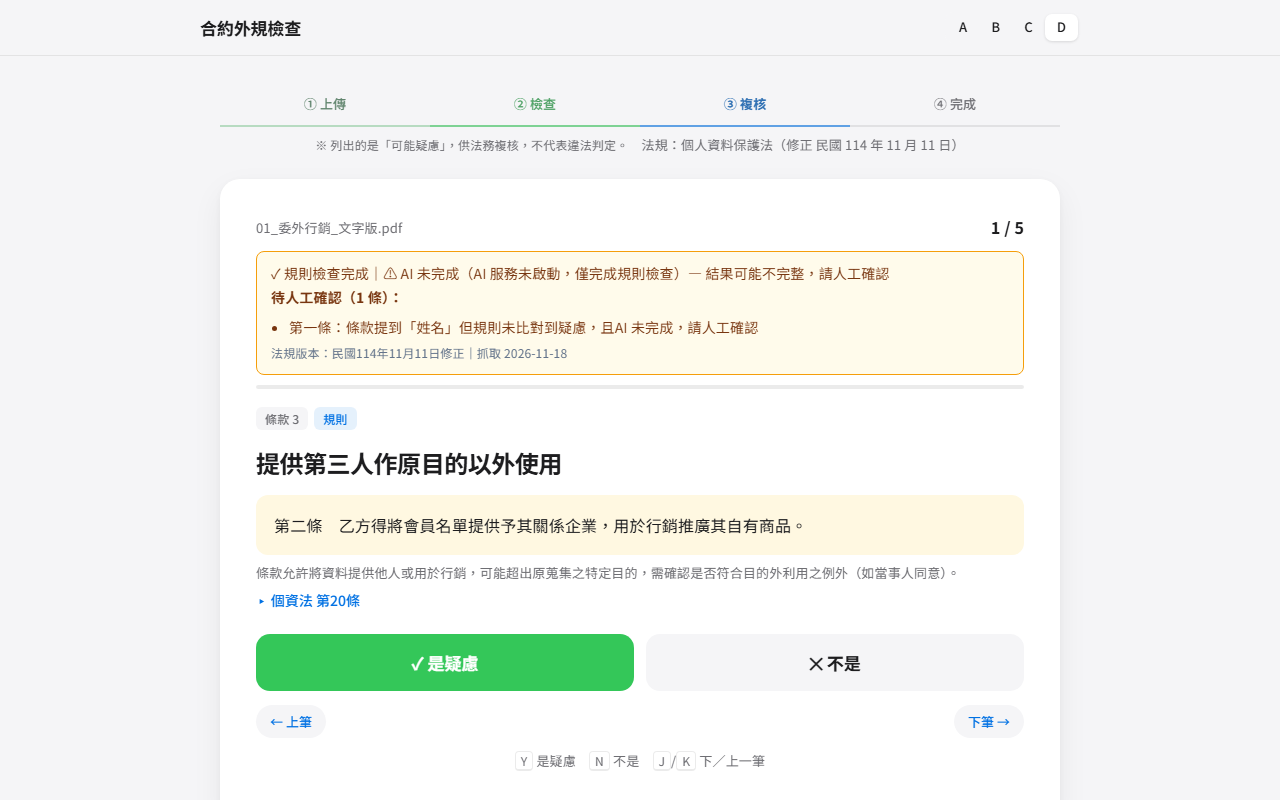 合約外規檢查
A B C D
① 上傳 ② 檢查 ③ 複核 ④ 完成
※ 列出的是「可能疑慮」，供法務複核，不代表違法判定。 法規：個人資料保護法（修正 民國 114 年 11 月 11 日）
01_委外行銷_文字版.pdf 1 / 5
✓ 規則檢查完成｜⚠ AI 未完成（AI 服務未啟動，僅完成規則檢查）— 結果可能不完整，請人工確認
待人工確認（1 條）：
• 第一條：條款提到「姓名」但規則未比對到疑慮，且AI 未完成，請人工確認
法規版本：民國114年11月11日修正｜抓取 2026-11-18
條款 3 規則
提供第三人作原目的以外使用
第二條　乙方得將會員名單提供予其關係企業，用於行銷推廣其自有商品。
條款允許將資料提供他人或用於行銷，可能超出原蒐集之特定目的，需確認是否符合目的外利用之例外（如當事人同意）。
▸ 個資法 第20條
✓ 是疑慮 ✕ 不是
← 上筆 下筆 →
Y 是疑慮 N 不是 J/K 下／上一筆